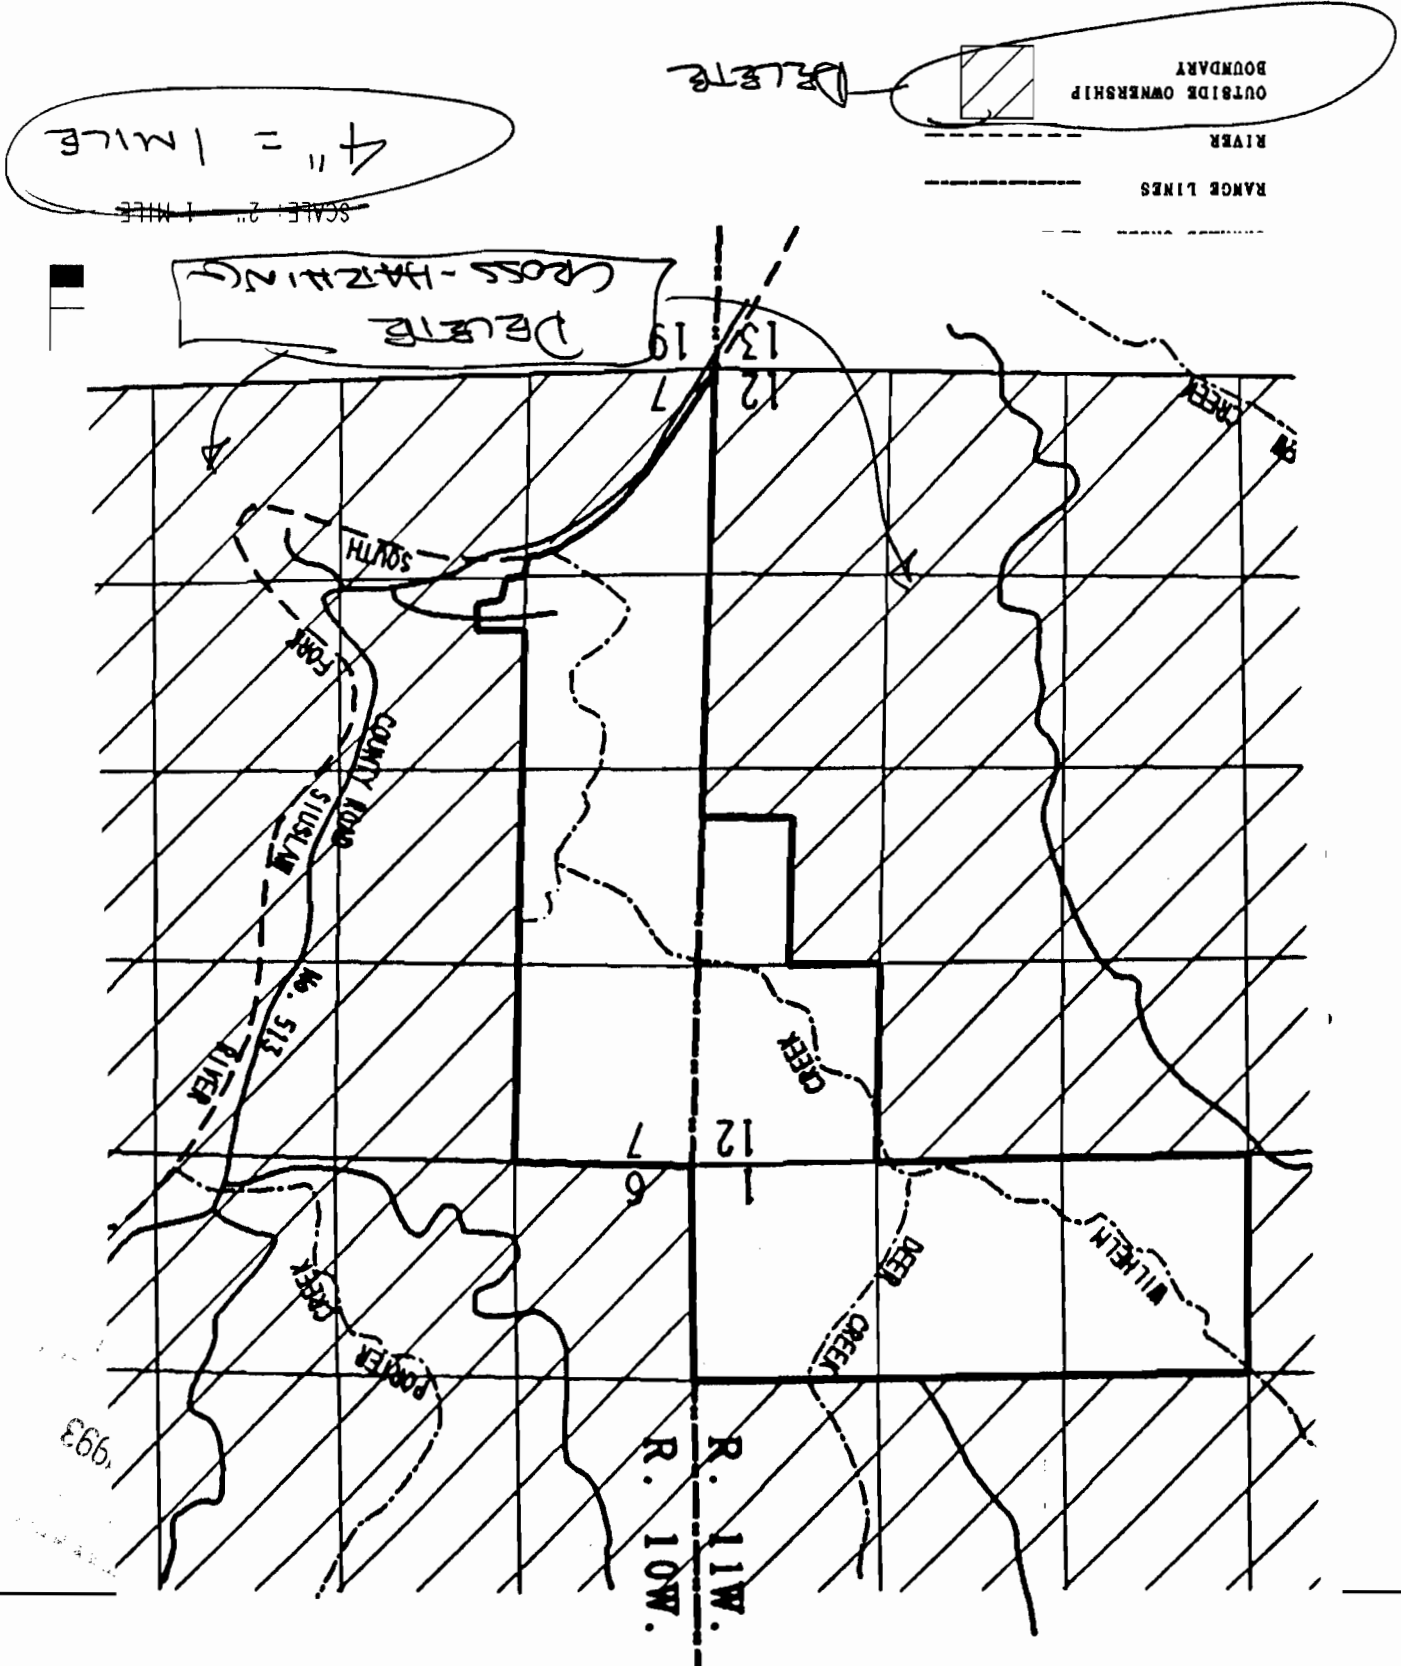 R. 11W.
R. 10W.
993
PORTER
CREEK
DEER
CREEK
WILHELM
CREEK
6
1
7
12
RIVER
No. 513
COUNTY ROAD
SIUSLAW
FORK
SOUTH
7
12
19
13
CREEK
DELETE
CROSS-HATCHING
SCALE: 2" 1 MILE
4" = 1 MILE
RANGE LINES
RIVER
OUTSIDE OWNERSHIP
BOUNDARY
DELETE